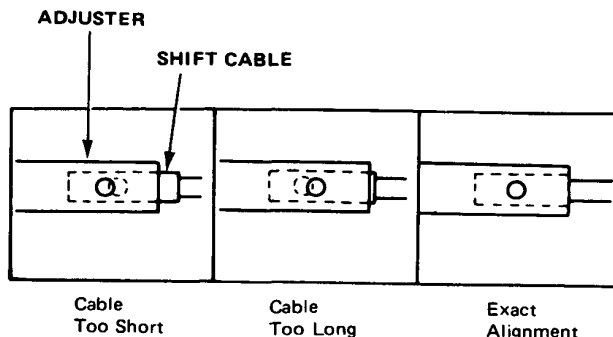 ADJUSTER
SHIFT CABLE
Cable
Too Short
Cable
Too Long
Exact
Alignment